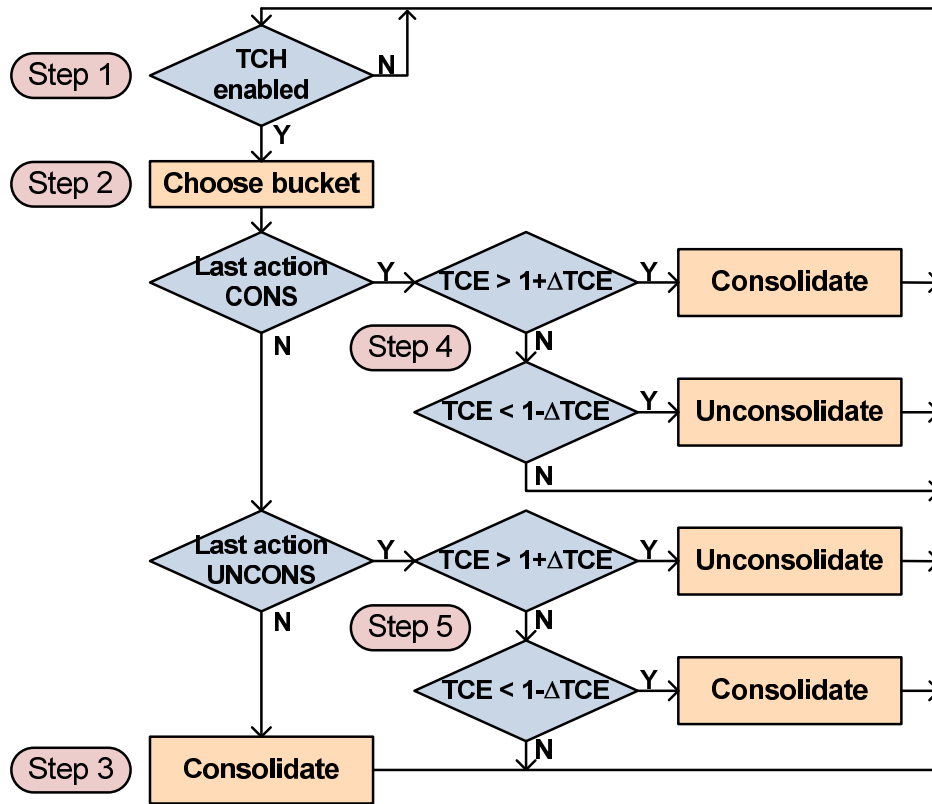 Step 1
TCH
enabled
N
Y
Step 2
Choose bucket
Last action
CONS
Y
TCE > 1+ΔTCE
Y
Consolidate
N
Step 4
N
TCE < 1-ΔTCE
Y
Unconsolidate
N
Last action
UNCONS
Y
TCE > 1+ΔTCE
Y
Unconsolidate
N
Step 5
N
TCE < 1-ΔTCE
Y
Consolidate
N
Step 3
Consolidate